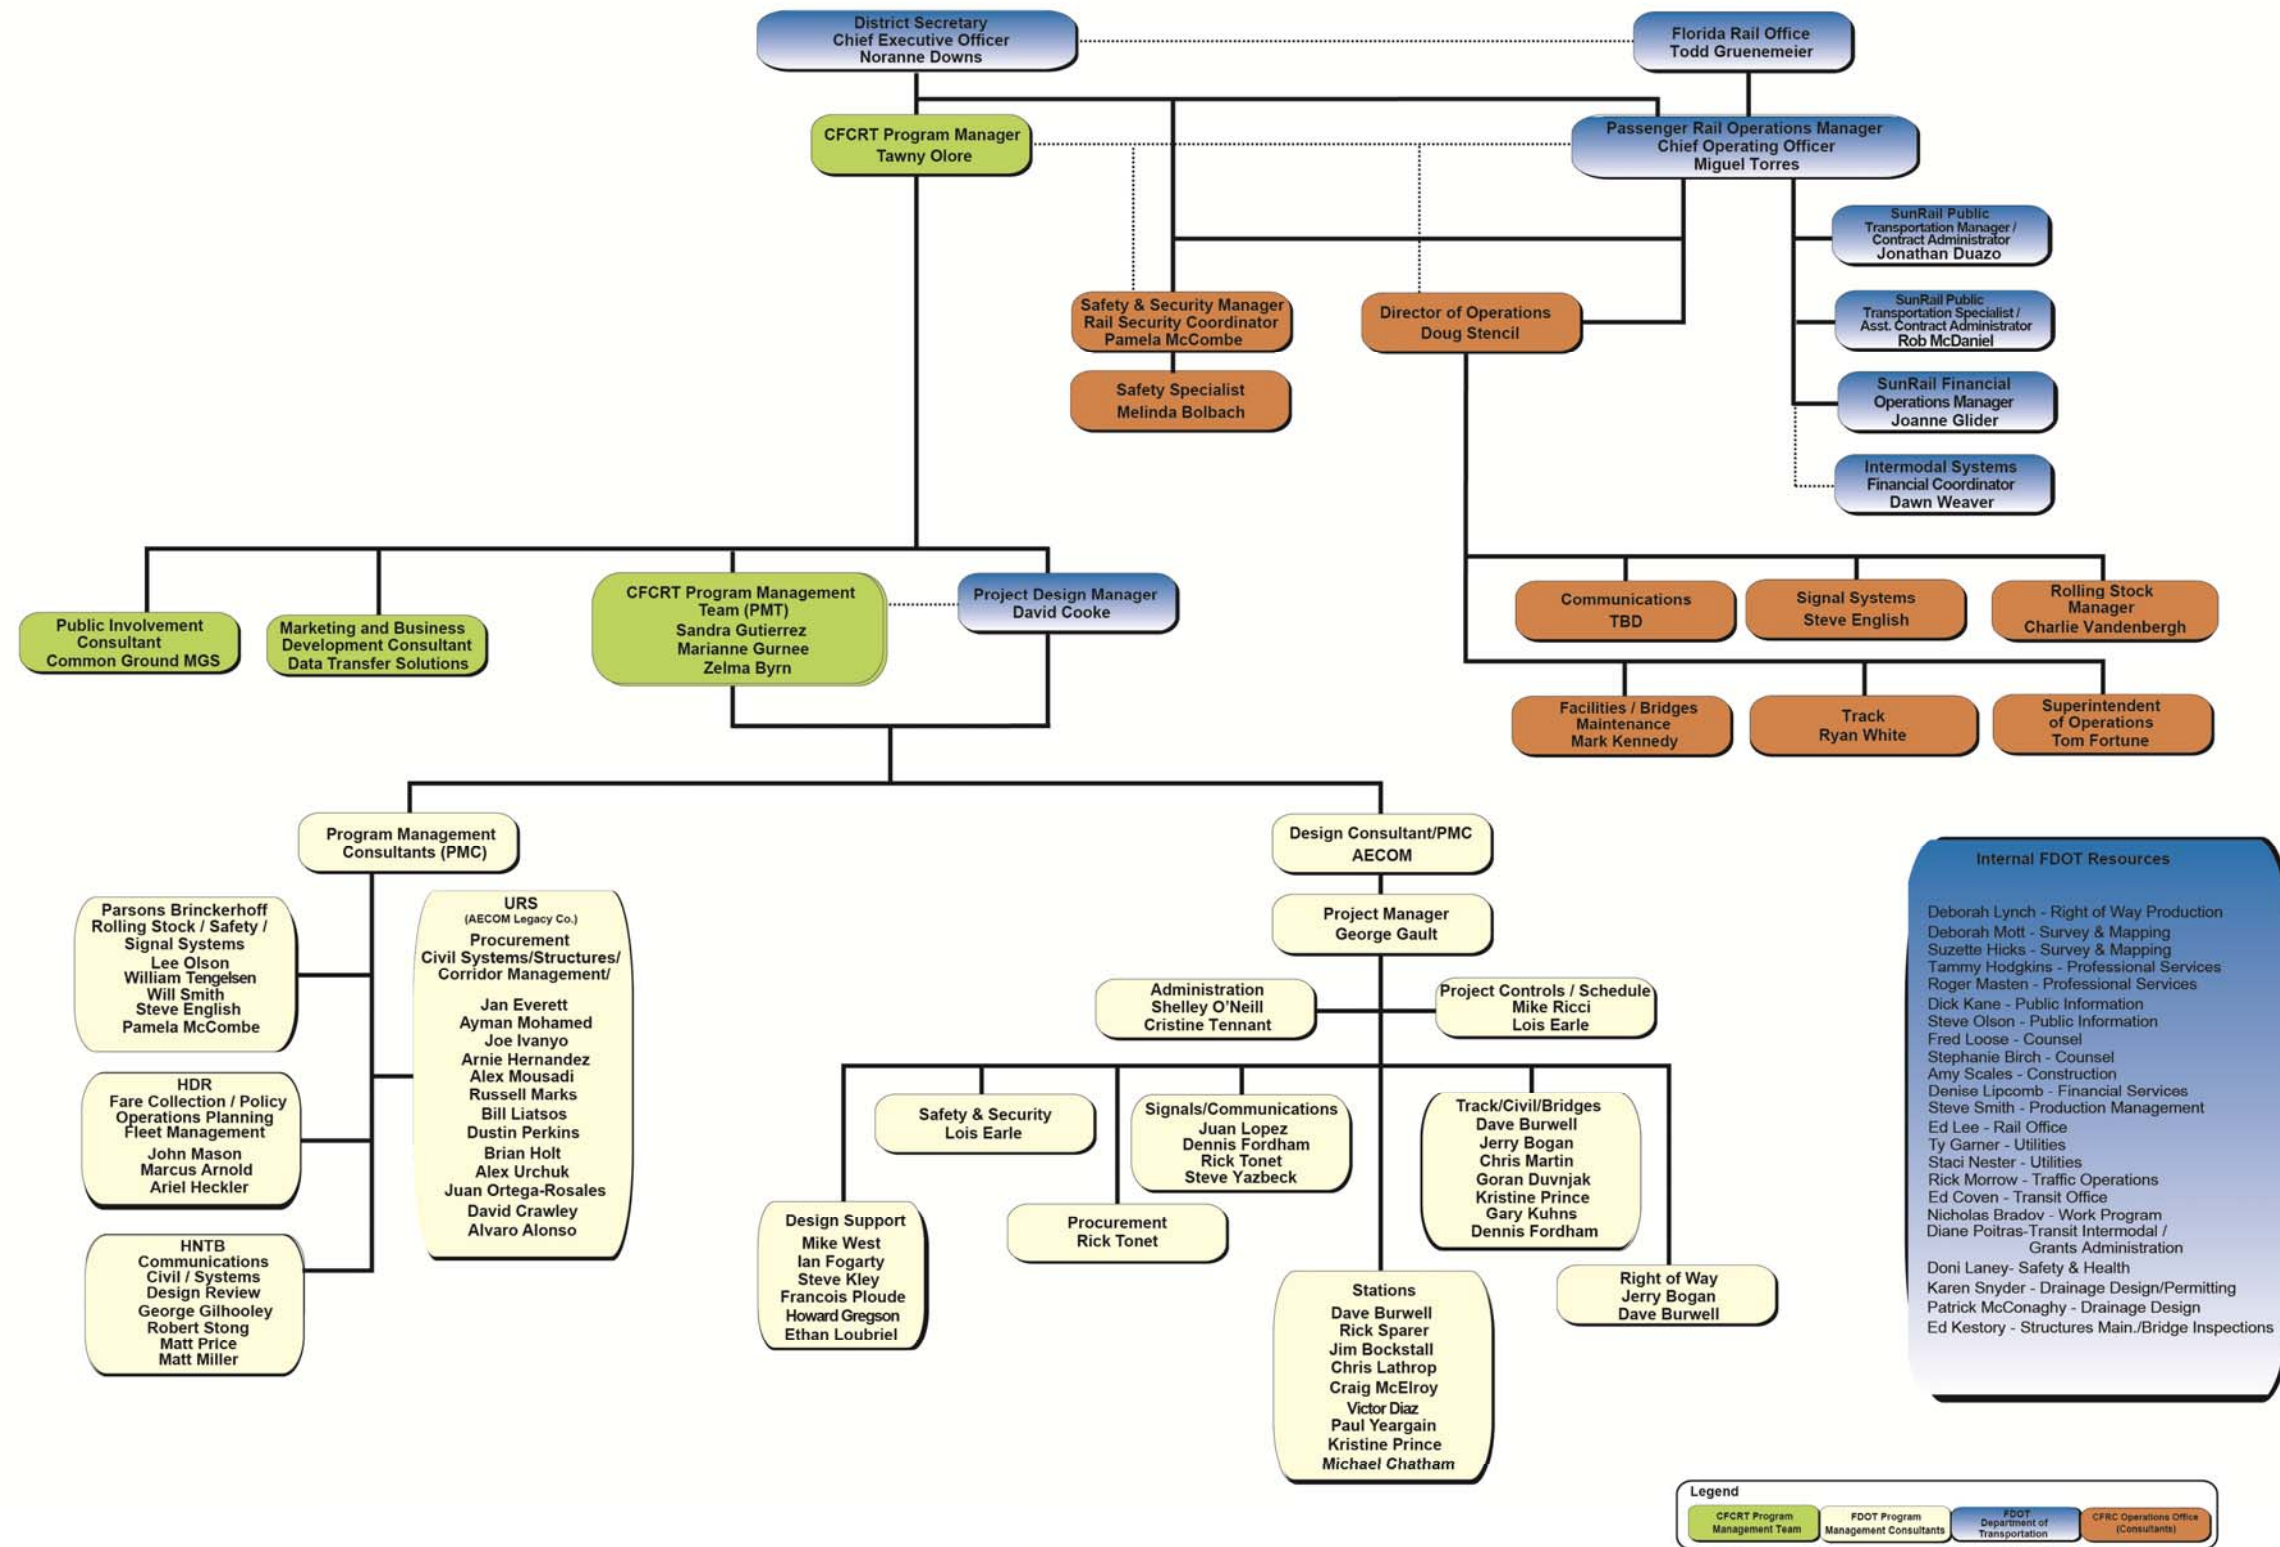 District Secretary
Chief Executive Officer
Noranne Downs
Florida Rail Office
Todd Gruenemeier
CFCRT Program Manager
Tawny Olore
Passenger Rail Operations Manager
Chief Operating Officer
Miguel Torres
SunRail Public
Transportation Manager /
Contract Administrator
Jonathan Duazo
Safety & Security Manager
Rail Security Coordinator
Pamela McCombe
Director of Operations
Doug Stencil
SunRail Public
Transportation Specialist /
Asst. Contract Administrator
Rob McDaniel
Safety Specialist
Melinda Bolbach
SunRail Financial
Operations Manager
Joanne Glider
Intermodal Systems
Financial Coordinator
Dawn Weaver
Public Involvement
Consultant
Common Ground MGS
Marketing and Business
Development Consultant
Data Transfer Solutions
CFCRT Program Management
Team (PMT)
Sandra Gutierrez
Marianne Gurnee
Zelma Byrn
Project Design Manager
David Cooke
Communications
TBD
Signal Systems
Steve English
Rolling Stock
Manager
Charlie Vandenbergh
Facilities / Bridges
Maintenance
Mark Kennedy
Track
Ryan White
Superintendent
of Operations
Tom Fortune
Program Management
Consultants (PMC)
Design Consultant/PMC
AECOM
Parsons Brinckerhoff
Rolling Stock / Safety /
Signal Systems
Lee Olson
William Tengelsen
Will Smith
Steve English
Pamela McCombe
URS
(AECOM Legacy Co.)
Procurement
Civil Systems/Structures/
Corridor Management/
Jan Everett
Ayman Mohamed
Joe Ivanyo
Arnie Hernandez
Alex Mousadi
Russell Marks
Bill Liatsos
Dustin Perkins
Brian Holt
Alex Urchuk
Juan Ortega-Rosales
David Crawley
Alvaro Alonso
HDR
Fare Collection / Policy
Operations Planning
Fleet Management
John Mason
Marcus Arnold
Ariel Heckler
HNTB
Communications
Civil / Systems
Design Review
George Gilhooley
Robert Stong
Matt Price
Matt Miller
Project Manager
George Gault
Administration
Shelley O'Neill
Cristine Tennant
Project Controls / Schedule
Mike Ricci
Lois Earle
Design Support
Mike West
Ian Fogarty
Steve Kley
Francois Ploude
Howard Gregson
Ethan Loubriel
Safety & Security
Lois Earle
Procurement
Rick Tonet
Signals/Communications
Juan Lopez
Dennis Fordham
Rick Tonet
Steve Yazbeck
Stations
Dave Burwell
Rick Sparer
Jim Bockstall
Chris Lathrop
Craig McElroy
Victor Diaz
Paul Yeargain
Kristine Prince
Michael Chatham
Track/Civil/Bridges
Dave Burwell
Jerry Bogan
Chris Martin
Goran Duvnjak
Kristine Prince
Gary Kuhns
Dennis Fordham
Right of Way
Jerry Bogan
Dave Burwell
Internal FDOT Resources
Deborah Lynch - Right of Way Production
Deborah Mott - Survey & Mapping
Suzette Hicks - Survey & Mapping
Tammy Hodgkins - Professional Services
Roger Masten - Professional Services
Dick Kane - Public Information
Steve Olson - Public Information
Fred Loose - Counsel
Stephanie Birch - Counsel
Amy Scales - Construction
Denise Lipcomb - Financial Services
Steve Smith - Production Management
Ed Lee - Rail Office
Ty Garner - Utilities
Staci Nester - Utilities
Rick Morrow - Traffic Operations
Ed Coven - Transit Office
Nicholas Bradov - Work Program
Diane Poitras-Transit Intermodal /
Grants Administration
Doni Laney- Safety & Health
Karen Snyder - Drainage Design/Permitting
Patrick McConaghy - Drainage Design
Ed Kestory - Structures Main./Bridge Inspections
Legend
CFCRT Program
Management Team
FDOT Program
Management Consultants
FDOT
Department of
Transportation
CFRC Operations Office
(Consultants)